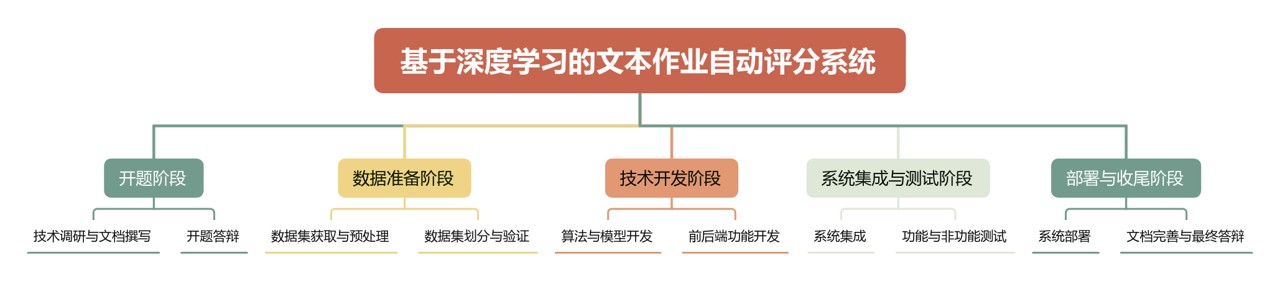 基于深度学习的文本作业自动评分系统
开题阶段
数据准备阶段
技术开发阶段
系统集成与测试阶段
部署与收尾阶段
技术调研与文档撰写
开题答辩
数据集获取与预处理
数据集划分与验证
算法与模型开发
前后端功能开发
系统集成
功能与非功能测试
系统部署
文档完善与最终答辩